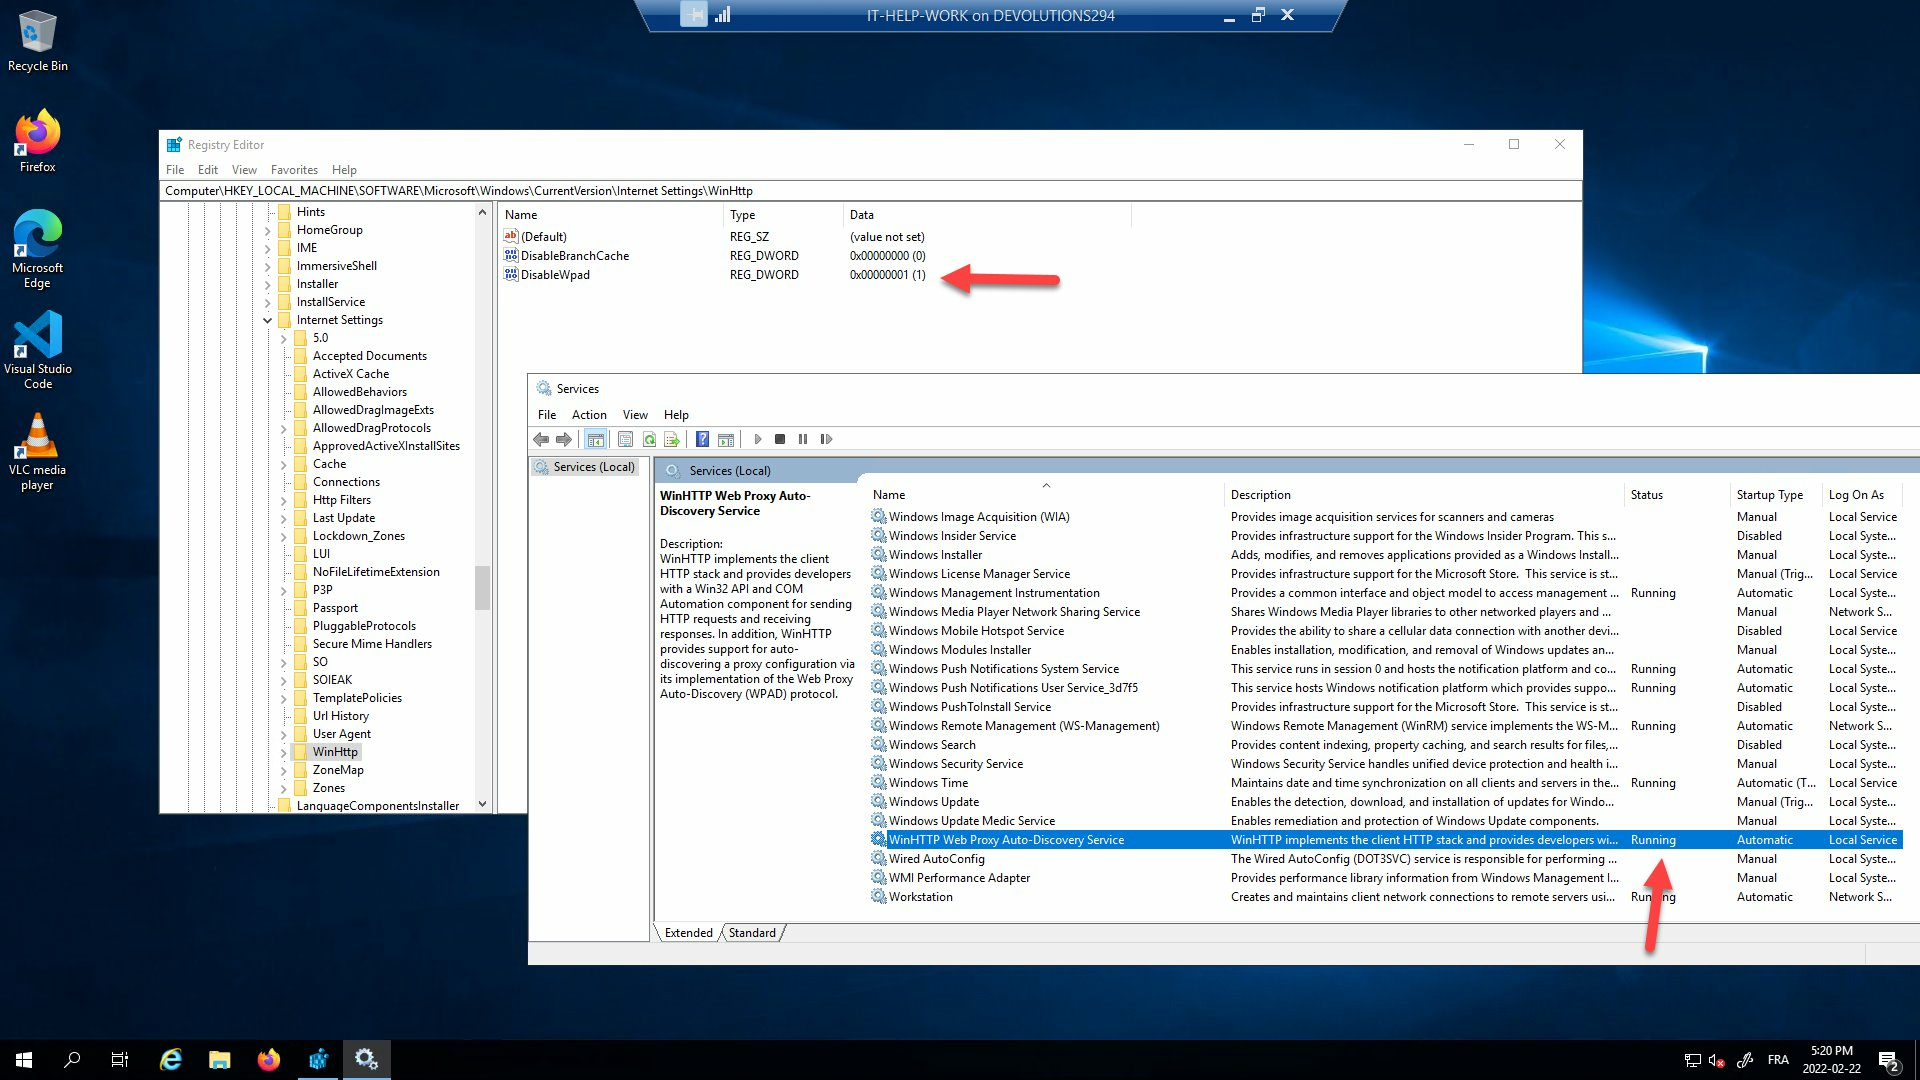 IT-HELP-WORK on DEVOLUTIONS294
Recycle Bin
Firefox
Microsoft
Edge
Visual Studio
Code
VLC media
player
Registry Editor
File Edit View Favorites Help
Computer\HKEY_LOCAL_MACHINE\SOFTWARE\Microsoft\Windows\CurrentVersion\Internet Settings\WinHttp
Hints
HomeGroup
IME
ImmersiveShell
Installer
InstallService
Internet Settings
5.0
Accepted Documents
ActiveX Cache
AllowedBehaviors
AllowedDragImageExts
AllowedDragProtocols
ApprovedActiveXInstallSites
Cache
Connections
Http Filters
Last Update
Lockdown_Zones
LUI
NoFileLifetimeExtension
P3P
Passport
PluggableProtocols
Secure Mime Handlers
SO
SOIEAK
TemplatePolicies
Url History
User Agent
WinHttp
ZoneMap
Zones
LanguageComponentsInstaller
Name Type Data
(Default) REG_SZ (value not set)
DisableBranchCache REG_DWORD 0x00000000 (0)
DisableWpad REG_DWORD 0x00000001 (1)
Services
File Action View Help
Services (Local)
Services (Local)
WinHTTP Web Proxy Auto-
Discovery Service
Description:
WinHTTP implements the client
HTTP stack and provides developers
with a Win32 API and COM
Automation component for sending
HTTP requests and receiving
responses. In addition, WinHTTP
provides support for auto-
discovering a proxy configuration via
its implementation of the Web Proxy
Auto-Discovery (WPAD) protocol.
Name Description Status Startup Type Log On As
Windows Image Acquisition (WIA) Provides image acquisition services for scanners and cameras Manual Local Service
Windows Insider Service Provides infrastructure support for the Windows Insider Program. This s... Disabled Local Syste...
Windows Installer Adds, modifies, and removes applications provided as a Windows Install... Manual Local Syste...
Windows License Manager Service Provides infrastructure support for the Microsoft Store. This service is st... Manual (Trig... Local Service
Windows Management Instrumentation Provides a common interface and object model to access management ... Running Automatic Local Syste...
Windows Media Player Network Sharing Service Shares Windows Media Player libraries to other networked players and ... Manual Network S...
Windows Mobile Hotspot Service Provides the ability to share a cellular data connection with another devi... Disabled Local Service
Windows Modules Installer Enables installation, modification, and removal of Windows updates an... Manual Local Syste...
Windows Push Notifications System Service This service runs in session 0 and hosts the notification platform and co... Running Automatic Local Syste...
Windows Push Notifications User Service_3d7f5 This service hosts Windows notification platform which provides suppo... Running Automatic Local Syste...
Windows PushToInstall Service Provides infrastructure support for the Microsoft Store. This service is st... Disabled Local Syste...
Windows Remote Management (WS-Management) Windows Remote Management (WinRM) service implements the WS-M... Running Automatic Network S...
Windows Search Provides content indexing, property caching, and search results for files,... Disabled Local Syste...
Windows Security Service Windows Security Service handles unified device protection and health i... Manual Local Syste...
Windows Time Maintains date and time synchronization on all clients and servers in the... Running Automatic (T... Local Service
Windows Update Enables the detection, download, and installation of updates for Windo... Manual (Trig... Local Syste...
Windows Update Medic Service Enables remediation and protection of Windows Update components. Manual Local Syste...
WinHTTP Web Proxy Auto-Discovery Service WinHTTP implements the client HTTP stack and provides developers wi... Running Automatic Local Service
Wired AutoConfig The Wired AutoConfig (DOT3SVC) service is responsible for performing ... Manual Local Syste...
WMI Performance Adapter Provides performance library information from Windows Management I... Manual Local Syste...
Workstation Creates and maintains client network connections to remote servers usi... Running Automatic Network S...
Extended Standard
FRA
5:20 PM
2022-02-22
2